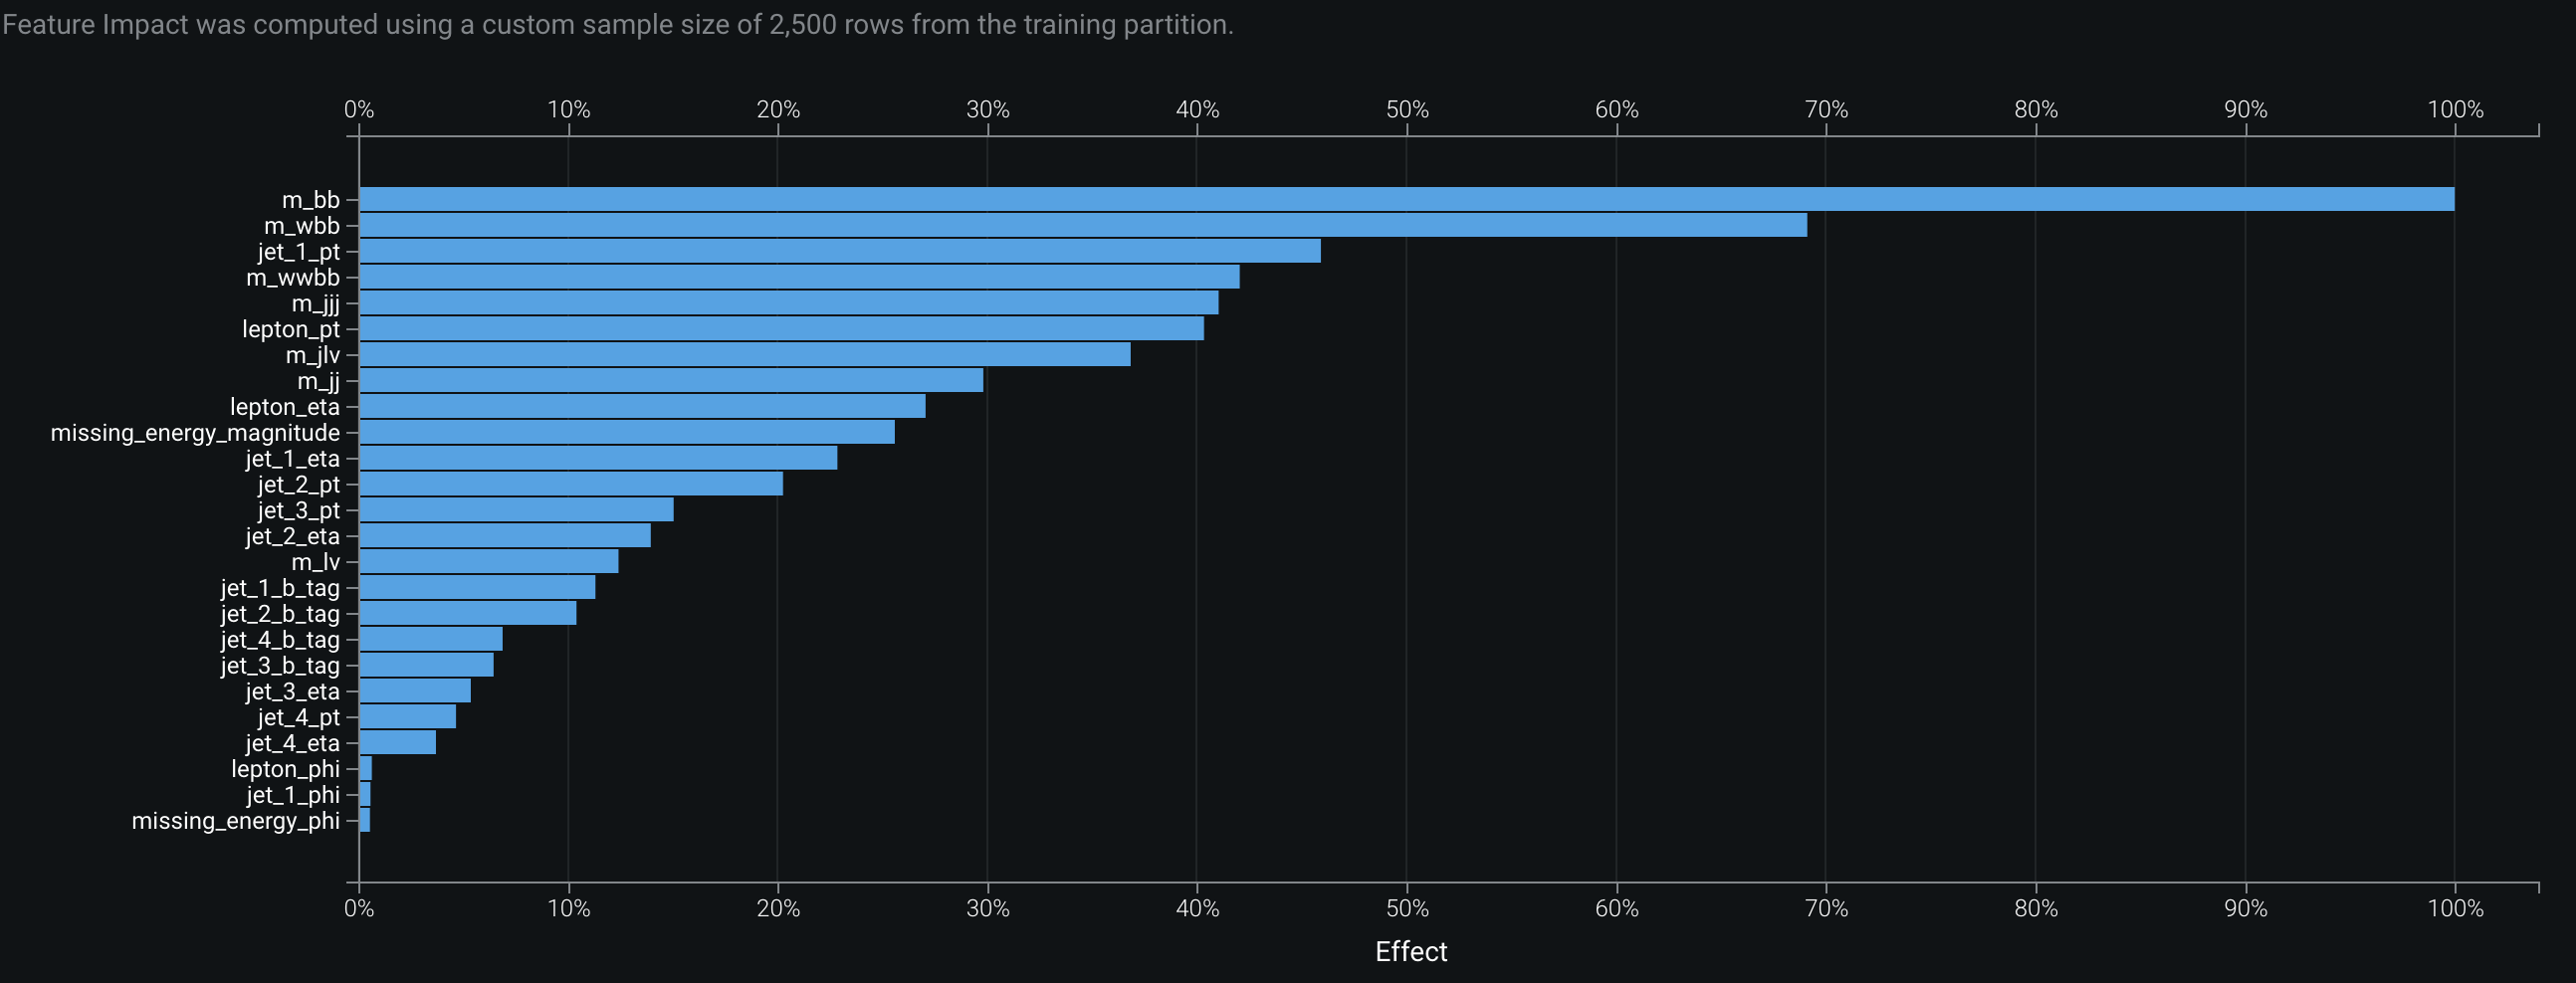 Feature Impact was computed using a custom sample size of 2,500 rows from the training partition.
0% 10% 20% 30% 40% 50% 60% 70% 80% 90% 100%
m_bb
m_wbb
jet_1_pt
m_wwbb
m_jjj
lepton_pt
m_jlv
m_jj
lepton_eta
missing_energy_magnitude
jet_1_eta
jet_2_pt
jet_3_pt
jet_2_eta
m_lv
jet_1_b_tag
jet_2_b_tag
jet_4_b_tag
jet_3_b_tag
jet_3_eta
jet_4_pt
jet_4_eta
lepton_phi
jet_1_phi
missing_energy_phi
0% 10% 20% 30% 40% 50% 60% 70% 80% 90% 100%
Effect